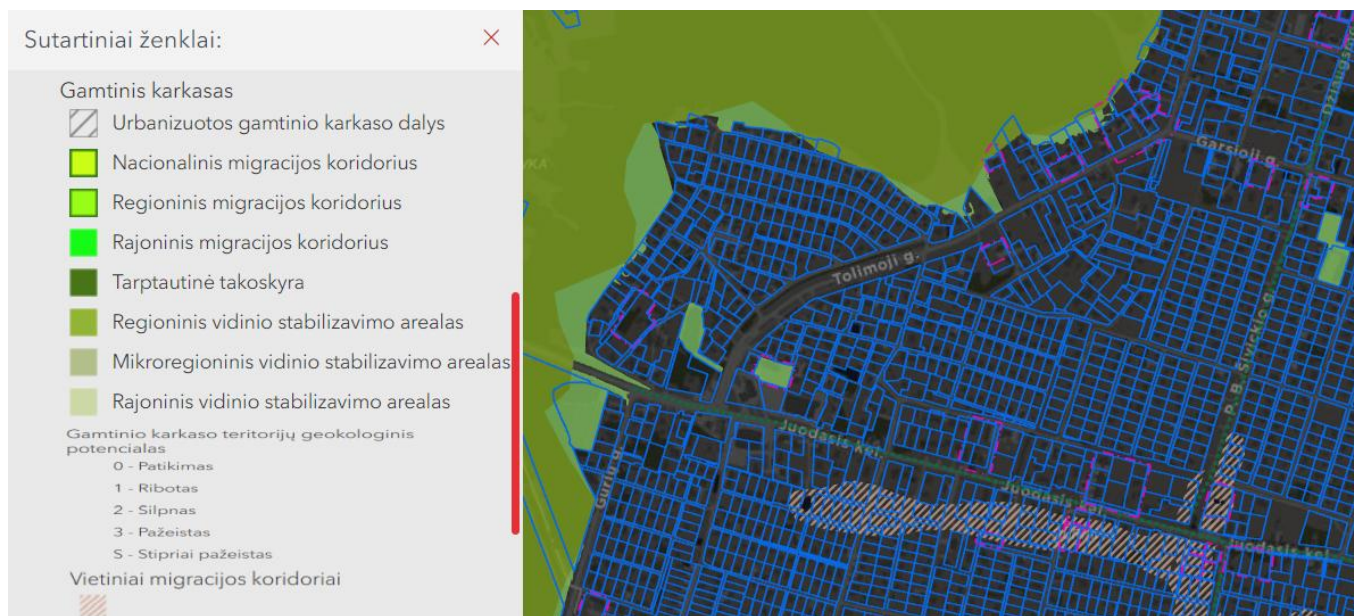 Sutartiniai ženklai:
Gamtinis karkasas
Urbanizuotos gamtinio karkaso dalys
Nacionalinis migracijos koridorius
Regioninis migracijos koridorius
Rajoninis migracijos koridorius
Tarptautinė takoskyra
Regioninis vidinio stabilizavimo arealas
Mikroregioninis vidinio stabilizavimo arealas
Rajoninis vidinio stabilizavimo arealas
Gamtinio karkaso teritorijų geokologinis
potencialas
0 - Patikimas
1 - Ribotas
2 - Silpnas
3 - Pažeistas
S - Stipriai pažeistas
Vietiniai migracijos koridoriai
Garsioji g.
Tolimoji g.
P. B. Sivickio g.
Juodasis kel.
Juodasis kel.
Juodasis kel.